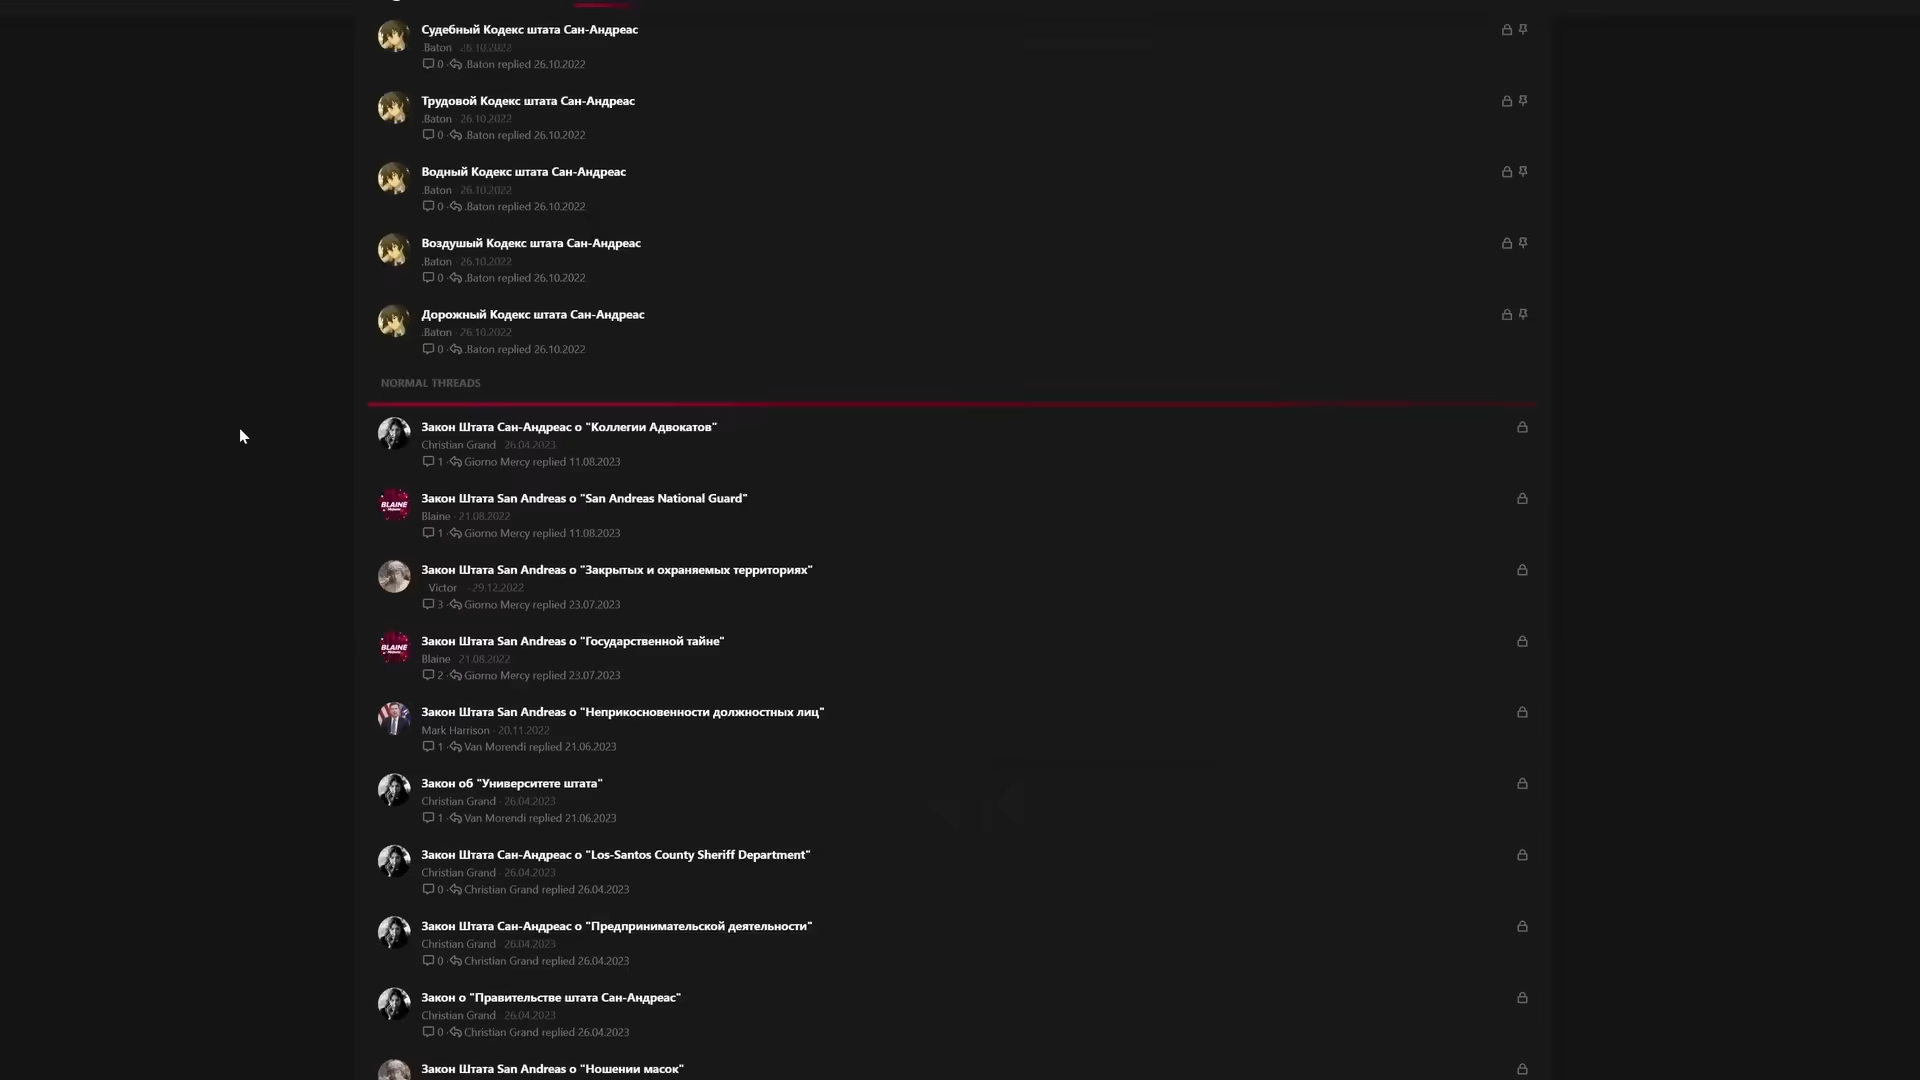 Судебный Кодекс штата Сан-Андреас
.Baton · 26.10.2022
0 · .Baton replied 26.10.2022
Трудовой Кодекс штата Сан-Андреас
.Baton · 26.10.2022
0 · .Baton replied 26.10.2022
Водный Кодекс штата Сан-Андреас
.Baton · 26.10.2022
0 · .Baton replied 26.10.2022
Воздушый Кодекс штата Сан-Андреас
.Baton · 26.10.2022
0 · .Baton replied 26.10.2022
Дорожный Кодекс штата Сан-Андреас
.Baton · 26.10.2022
0 · .Baton replied 26.10.2022
NORMAL THREADS
Закон Штата Сан-Андреас о "Коллегии Адвокатов"
Christian Grand · 26.04.2023
1 · Giorno Mercy replied 11.08.2023
BLAINE
Закон Штата San Andreas о "San Andreas National Guard"
Blaine · 21.08.2022
1 · Giorno Mercy replied 11.08.2023
Закон Штата San Andreas о "Закрытых и охраняемых территориях"
Victor · 29.12.2022
3 · Giorno Mercy replied 23.07.2023
BLAINE
Закон Штата San Andreas о "Государственной тайне"
Blaine · 21.08.2022
2 · Giorno Mercy replied 23.07.2023
Закон Штата San Andreas о "Неприкосновенности должностных лиц"
Mark Harrison · 20.11.2022
1 · Van Morendi replied 21.06.2023
Закон об "Университете штата"
Christian Grand · 26.04.2023
1 · Van Morendi replied 21.06.2023
Закон Штата Сан-Андреас о "Los-Santos County Sheriff Department"
Christian Grand · 26.04.2023
0 · Christian Grand replied 26.04.2023
Закон Штата Сан-Андреас о "Предпринимательской деятельности"
Christian Grand · 26.04.2023
0 · Christian Grand replied 26.04.2023
Закон о "Правительстве штата Сан-Андреас"
Christian Grand · 26.04.2023
0 · Christian Grand replied 26.04.2023
Закон Штата San Andreas о "Ношении масок"